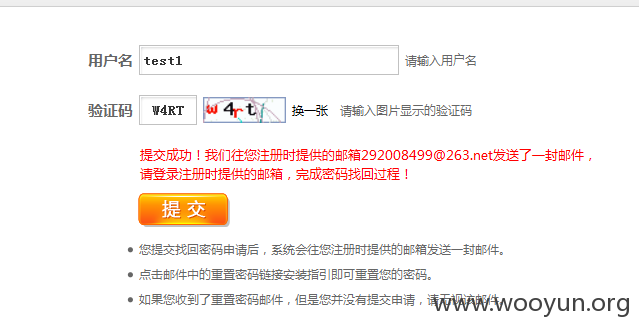 用户名 test1 请输入用户名
验证码 W4RT w4rt 换一张 请输入图片显示的验证码
提交成功！我们往您注册时提供的邮箱292008499@263.net发送了一封邮件，
请登录注册时提供的邮箱，完成密码找回过程！
提交
您提交找回密码申请后，系统会往您注册时提供的邮箱发送一封邮件。
点击邮件中的重置密码链接安装指引即可重置您的密码。
如果您收到了重置密码邮件，但是您并没有提交申请，请无视该邮件
www.wooyun.org